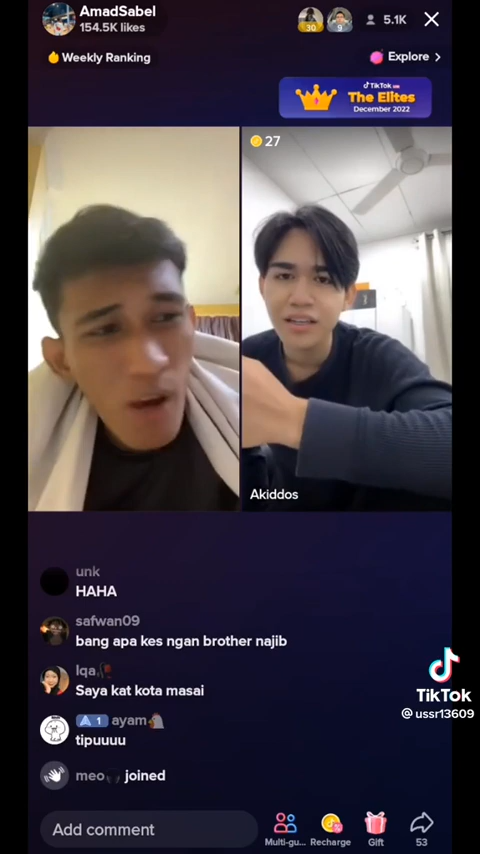 AmadSabel
154.5K likes
30
9
5.1K
Weekly Ranking
Explore
TikTok
The Elites
December 2022
27
Akiddos
unk
HAHA
safwan09
bang apa kes ngan brother najib
Iqa
Saya kat kota masai
1 ayam
tipuuuu
meo joined
TikTok
@ussr13609
Add comment
Multi-gu...
Recharge
Gift
53